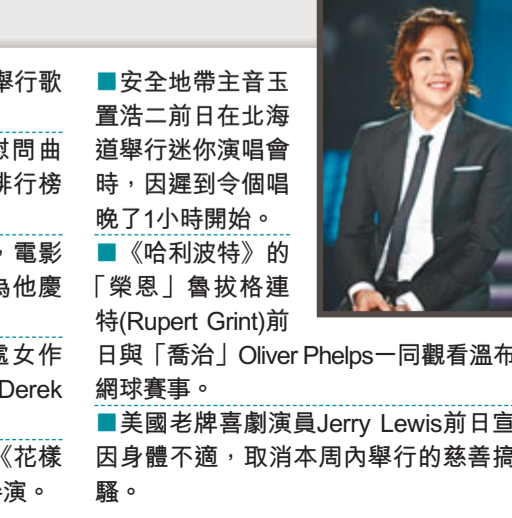 舉行歌
慰問曲
排行榜
，電影
為他慶
處女作
Derek
《花樣
演。
■安全地帶主音玉
置浩二前日在北海
道舉行迷你演唱會
時，因遲到令個唱
晚了1小時開始。
■《哈利波特》的
「榮恩」魯拔格連
特(Rupert Grint)前
日與「喬治」Oliver Phelps一同觀看溫布
網球賽事。
■美國老牌喜劇演員Jerry Lewis前日宣
因身體不適，取消本周內舉行的慈善搞
騷。